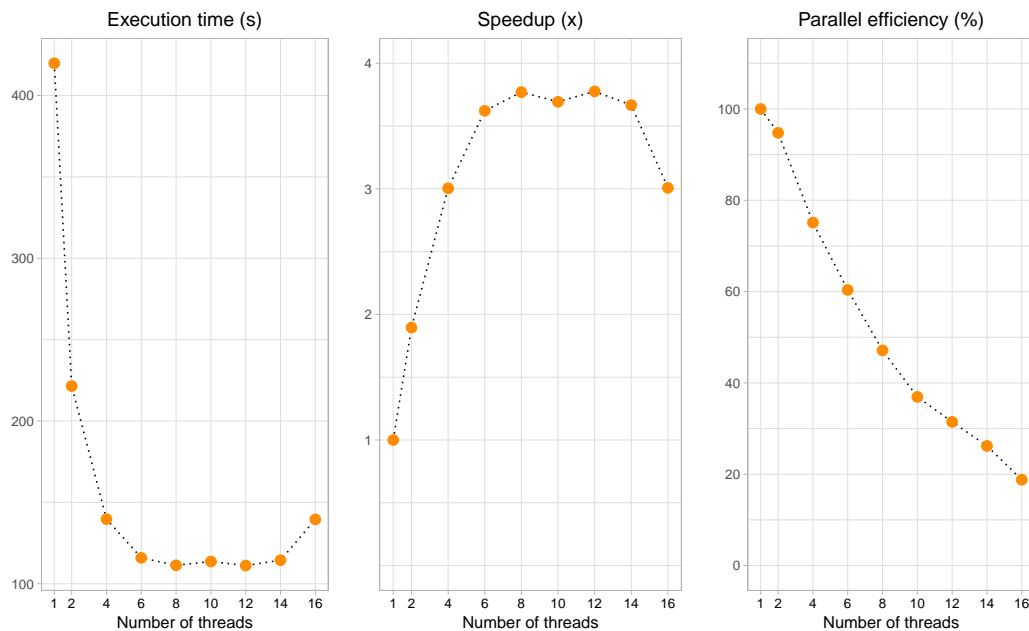 Execution time (s)
400
300
200
100
1 2 4 6 8 10 12 14 16
Number of threads
Speedup (x)
4
3
2
1
1 2 4 6 8 10 12 14 16
Number of threads
Parallel efficiency (%)
100
80
60
40
20
0
1 2 4 6 8 10 12 14 16
Number of threads